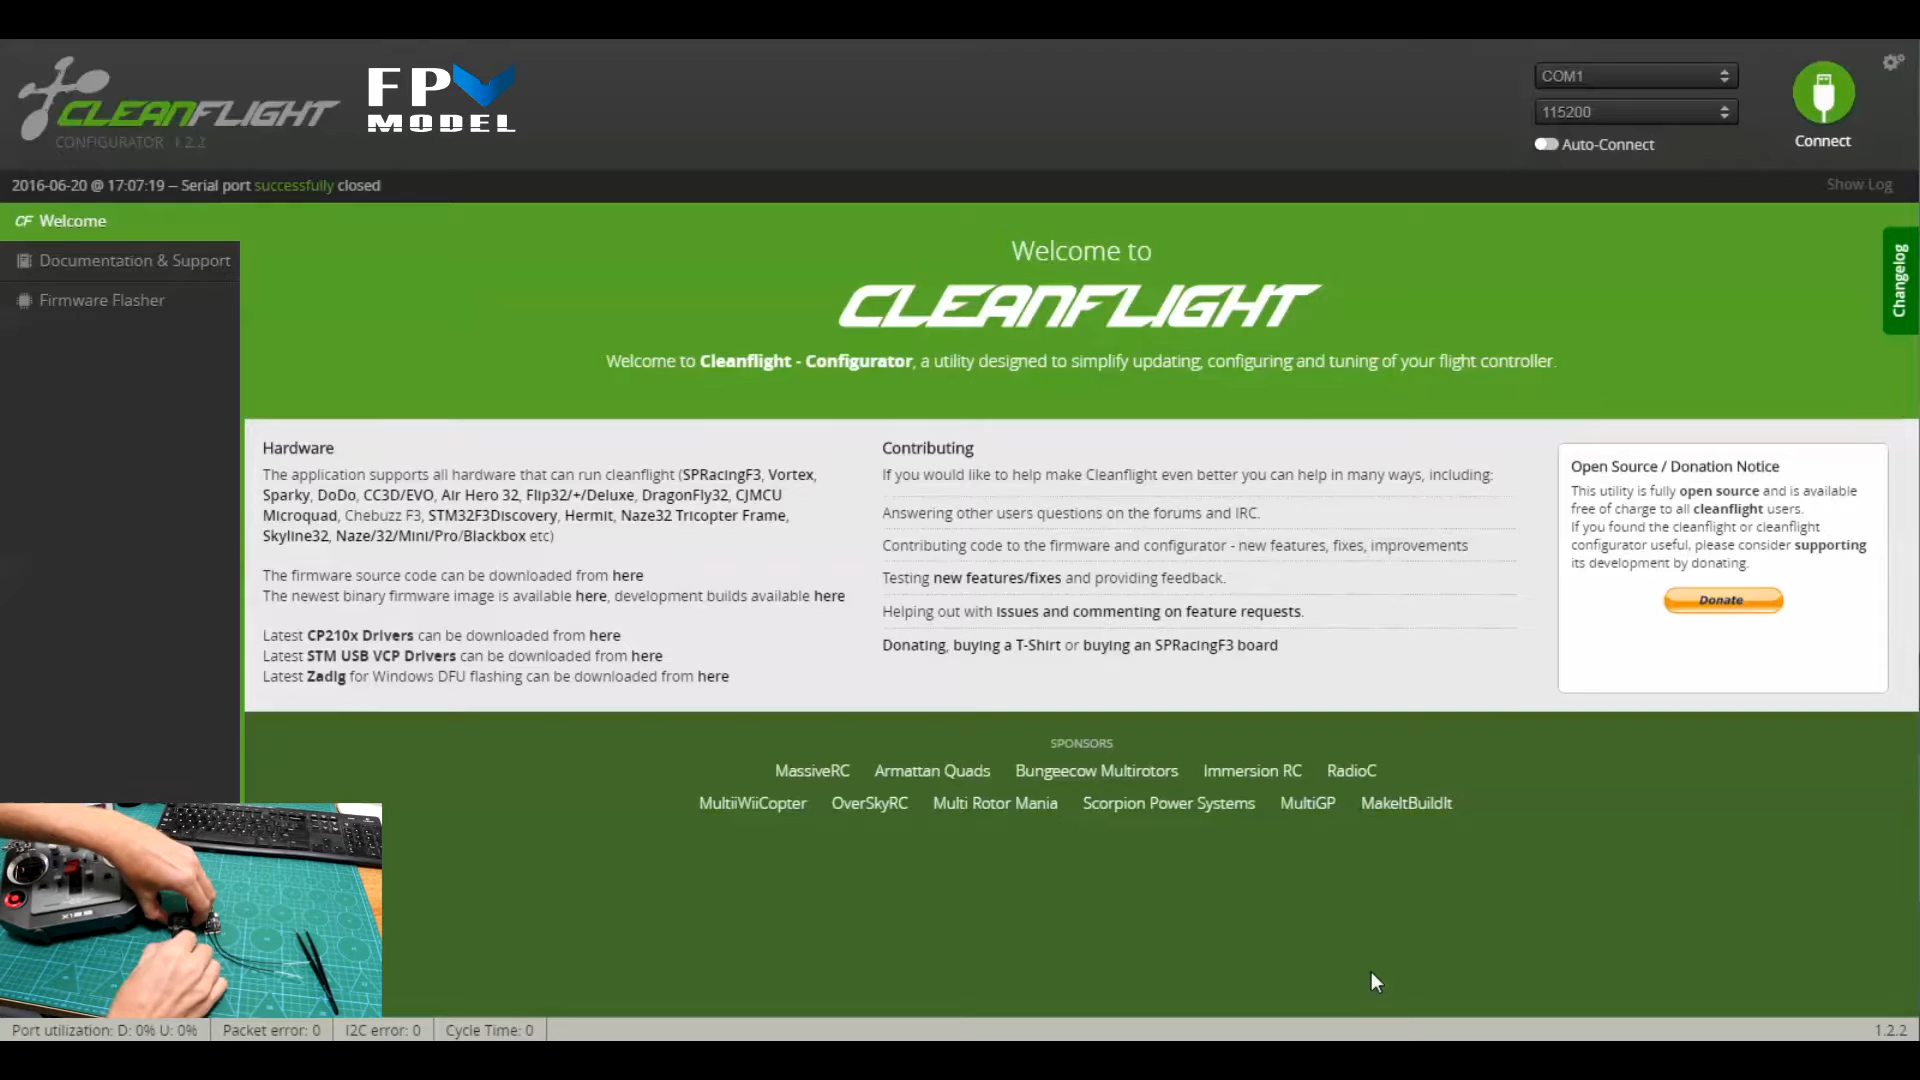 CLEANFLIGHT
CONFIGURATOR 1.2.2
FPV
MODEL
COM1
115200
Auto-Connect
Connect
2016-06-20 @ 17:07:19 -- Serial port successfully closed
Show Log
CF Welcome
Documentation & Support
Firmware Flasher
Welcome to
CLEANFLIGHT
Welcome to Cleanflight - Configurator, a utility designed to simplify updating, configuring and tuning of your flight controller.
Changelog
Hardware
The application supports all hardware that can run cleanflight (SPRacingF3, Vortex,
Sparky, DoDo, CC3D/EVO, Air Hero 32, Flip32/+/Deluxe, DragonFly32, CJMCU
Microquad, Chebuzz F3, STM32F3Discovery, Hermit, Naze32 Tricopter Frame,
Skyline32, Naze/32/Mini/Pro/Blackbox etc)
The firmware source code can be downloaded from here
The newest binary firmware image is available here, development builds available here
Latest CP210x Drivers can be downloaded from here
Latest STM USB VCP Drivers can be downloaded from here
Latest Zadig for Windows DFU flashing can be downloaded from here
Contributing
If you would like to help make Cleanflight even better you can help in many ways, including:
Answering other users questions on the forums and IRC.
Contributing code to the firmware and configurator - new features, fixes, improvements
Testing new features/fixes and providing feedback.
Helping out with issues and commenting on feature requests.
Donating, buying a T-Shirt or buying an SPRacingF3 board
Open Source / Donation Notice
This utility is fully open source and is available
free of charge to all cleanflight users.
If you found the cleanflight or cleanflight
configurator useful, please consider supporting
its development by donating.
Donate
SPONSORS
MassiveRC Armattan Quads Bungeecow Multirotors Immersion RC RadioC
MultiiWiiCopter OverSkyRC Multi Rotor Mania Scorpion Power Systems MultiGP MakeItBuildIt
Port utilization: D: 0% U: 0% Packet error: 0 I2C error: 0 Cycle Time: 0
1.2.2